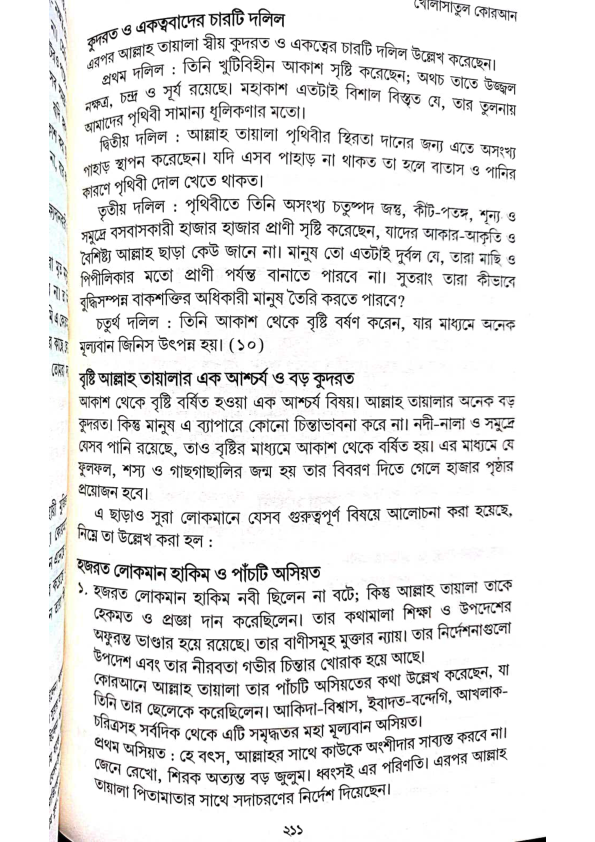 খোলাসাতুল কোরআন
কুদরত ও একত্ববাদের চারটি দলিল
এরপর আল্লাহ তায়ালা স্বীয় কুদরত ও একত্বের চারটি দলিল উল্লেখ করেছেন।
প্রথম দলিল : তিনি খুটিবিহীন আকাশ সৃষ্টি করেছেন; অথচ তাতে উজ্জ্বল
নক্ষত্র, চন্দ্র ও সূর্য রয়েছে। মহাকাশ এতটাই বিশাল বিস্তৃত যে, তার তুলনায়
আমাদের পৃথিবী সামান্য ধূলিকণার মতো।
দ্বিতীয় দলিল : আল্লাহ তায়ালা পৃথিবীর স্থিরতা দানের জন্য এতে অসংখ্য
পাহাড় স্থাপন করেছেন। যদি এসব পাহাড় না থাকত তা হলে বাতাস ও পানির
কারণে পৃথিবী দোল খেতে থাকত।
তৃতীয় দলিল : পৃথিবীতে তিনি অসংখ্য চতুষ্পদ জন্তু, কীট-পতঙ্গ, শূন্য ও
সমুদ্রে বসবাসকারী হাজার হাজার প্রাণী সৃষ্টি করেছেন, যাদের আকার-আকৃতি ও
বৈশিষ্ট্য আল্লাহ ছাড়া কেউ জানে না। মানুষ তো এতটাই দুর্বল যে, তারা মাছি ও
পিপীলিকার মতো প্রাণী পর্যন্ত বানাতে পারবে না। সুতরাং তারা কীভাবে
বুদ্ধিসম্পন্ন বাকশক্তির অধিকারী মানুষ তৈরি করতে পারবে?
চতুর্থ দলিল : তিনি আকাশ থেকে বৃষ্টি বর্ষণ করেন, যার মাধ্যমে অনেক
মূল্যবান জিনিস উৎপন্ন হয়। (১০)
বৃষ্টি আল্লাহ তায়ালার এক আশ্চর্য ও বড় কুদরত
আকাশ থেকে বৃষ্টি বর্ষিত হওয়া এক আশ্চর্য বিষয়। আল্লাহ তায়ালার অনেক বড়
কুদরত। কিন্তু মানুষ এ ব্যাপারে কোনো চিন্তাভাবনা করে না। নদী-নালা ও সমুদ্রে
যেসব পানি রয়েছে, তাও বৃষ্টির মাধ্যমে আকাশ থেকে বর্ষিত হয়। এর মাধ্যমে যে
ফুলফল, শস্য ও গাছগাছালির জন্ম হয় তার বিবরণ দিতে গেলে হাজার পৃষ্ঠার
প্রয়োজন হবে।
এ ছাড়াও সুরা লোকমানে যেসব গুরুত্বপূর্ণ বিষয়ে আলোচনা করা হয়েছে,
নিম্নে তা উল্লেখ করা হল :
হজরত লোকমান হাকিম ও পাঁচটি অসিয়ত
১. হজরত লোকমান হাকিম নবী ছিলেন না বটে; কিন্তু আল্লাহ তায়ালা তাকে
হেকমত ও প্রজ্ঞা দান করেছিলেন। তার কথামালা শিক্ষা ও উপদেশের
অফুরন্ত ভাণ্ডার হয়ে রয়েছে। তার বাণীসমূহ মুক্তার ন্যায়। তার নির্দেশনাগুলো
উপদেশ এবং তার নীরবতা গভীর চিন্তার খোরাক হয়ে আছে।
কোরআনে আল্লাহ তায়ালা তার পাঁচটি অসিয়তের কথা উল্লেখ করেছেন, যা
তিনি তার ছেলেকে করেছিলেন। আকিদা-বিশ্বাস, ইবাদত-বন্দেগি, আখলাক-
চরিত্রসহ সর্বদিক থেকে এটি সমৃদ্ধতর মহা মূল্যবান অসিয়ত।
প্রথম অসিয়ত : হে বৎস, আল্লাহর সাথে কাউকে অংশীদার সাব্যস্ত করবে না।
জেনে রেখো, শিরক অত্যন্ত বড় জুলুম। ধ্বংসই এর পরিণতি। এরপর আল্লাহ
তায়ালা পিতামাতার সাথে সদাচরণের নির্দেশ দিয়েছেন।
২১১